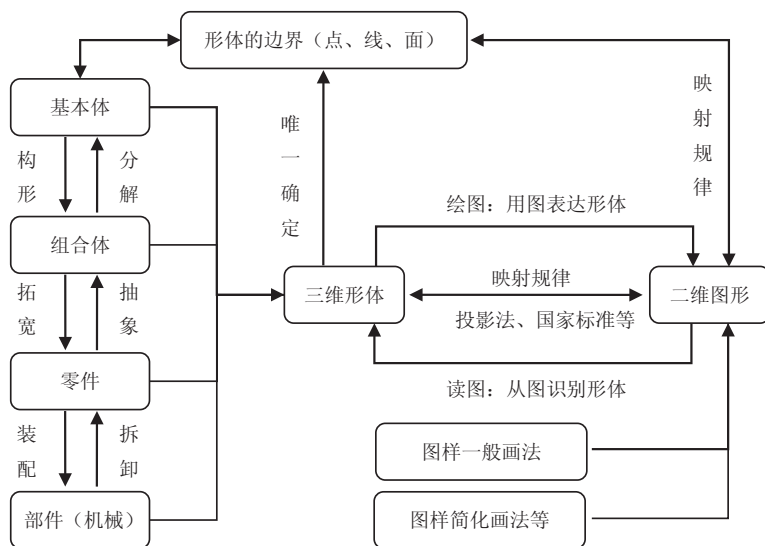 形体的边界（点、线、面）
基本体
构形
分解
唯一确定
映射规律
绘图：用图表达形体
组合体
拓宽
抽象
三维形体
映射规律
投影法、国家标准等
二维图形
零件
读图：从图识别形体
装配
拆卸
图样一般画法
部件（机械）
图样简化画法等